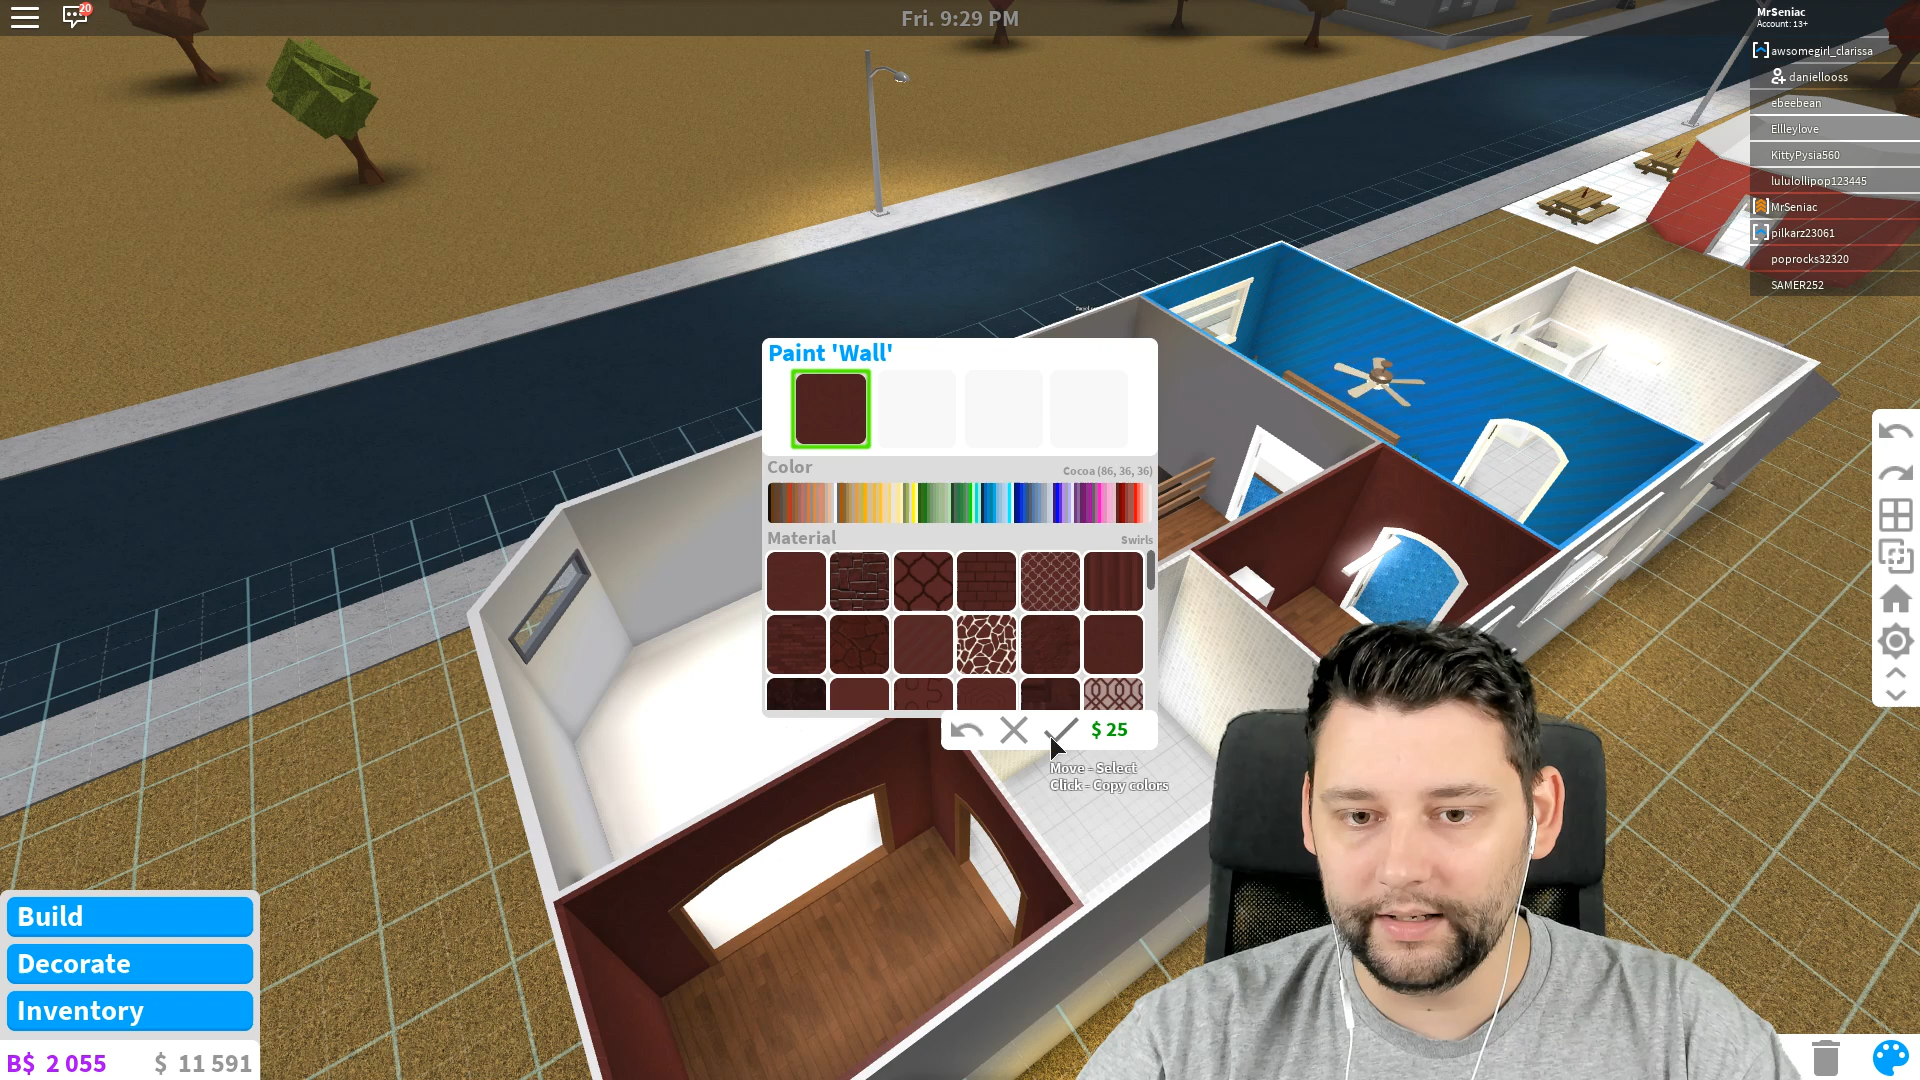 20
Fri. 9:29 PM
MrSeniac
Account: 13+
awsomegirl_clarissa
daniellooss
ebeebean
Ellleylove
KittyPysia560
lululollipop123445
MrSeniac
pilkarz23061
poprocks32320
SAMER252
Paint 'Wall'
Color
Cocoa (86, 36, 36)
Material
Swirls
$ 25
Move - Select
Click - Copy colors
Build
Decorate
Inventory
B$ 2 055
$ 11 591